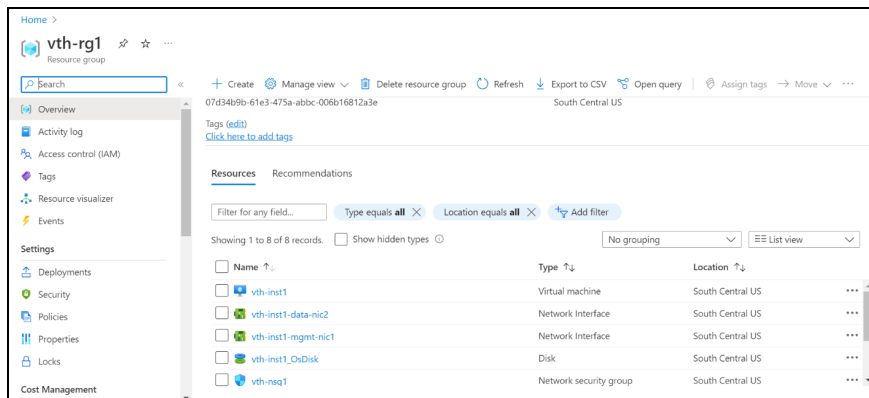 Home >
vth-rg1
Resource group
Search
Create Manage view Delete resource group Refresh Export to CSV Open query Assign tags Move
Overview
Activity log
Access control (IAM)
Tags
Resource visualizer
Events
Settings
Deployments
Security
Policies
Properties
Locks
Cost Management
07d34b9b-61e3-475a-abbc-006b16812a3e South Central US
Tags (edit)
Click here to add tags
Resources Recommendations
Filter for any field... Type equals all Location equals all Add filter
Showing 1 to 8 of 8 records. Show hidden types No grouping List view
Name Type Location
vth-inst1 Virtual machine South Central US
vth-inst1-data-nic2 Network Interface South Central US
vth-inst1-mgmt-nic1 Network Interface South Central US
vth-inst1_OsDisk Disk South Central US
vth-nsg1 Network security group South Central US